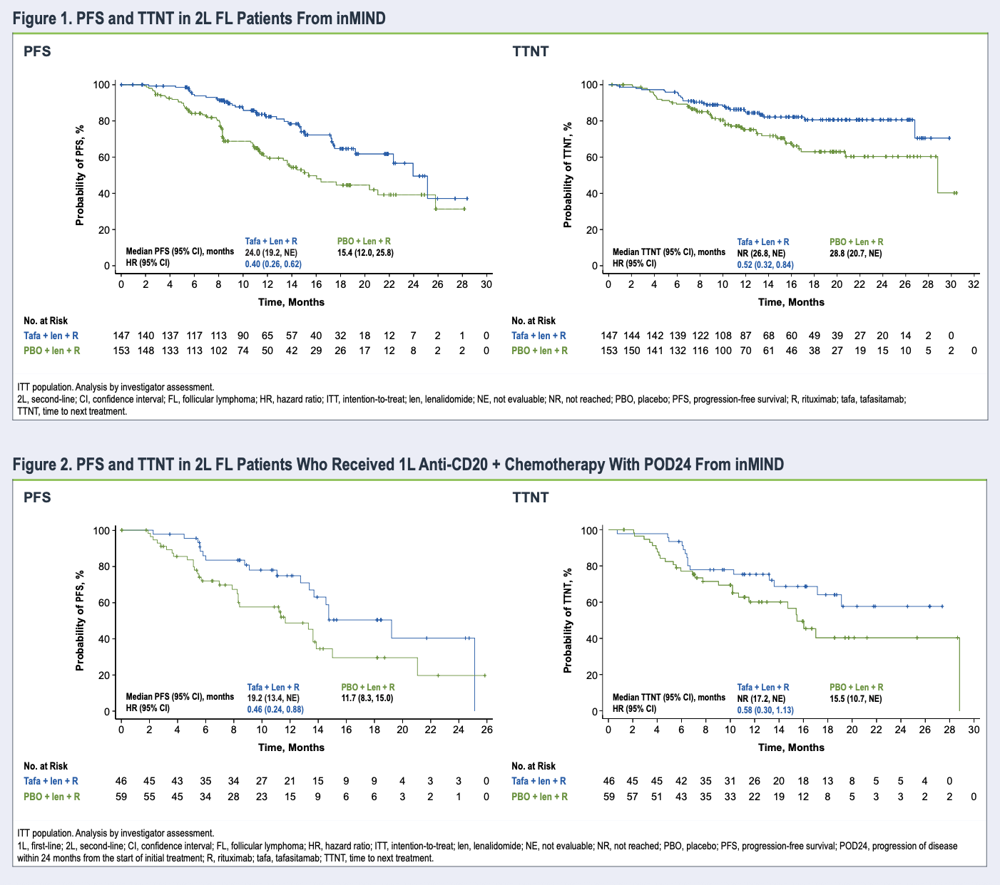 Figure 1. PFS and TTNT in 2L FL Patients From inMIND
PFS
Probability of PFS, %
100
80
60
40
20
0
Tafa + Len + R PBO + Len + R
Median PFS (95% CI), months 24.0 (19.2, NE) 15.4 (12.0, 25.8)
HR (95% CI) 0.40 (0.26, 0.62)
0 2 4 6 8 10 12 14 16 18 20 22 24 26 28 30
Time, Months
No. at Risk
Tafa + len + R 147 140 137 117 113 90 65 57 40 32 18 12 7 2 1 0
PBO + len + R 153 148 133 113 102 74 50 42 29 26 17 12 8 2 2 0
TTNT
Probability of TTNT, %
100
80
60
40
20
0
Tafa + Len + R PBO + Len + R
Median TTNT (95% CI), months NR (26.8, NE) 28.8 (20.7, NE)
HR (95% CI) 0.52 (0.32, 0.84)
0 2 4 6 8 10 12 14 16 18 20 22 24 26 28 30 32
Time, Months
No. at Risk
Tafa + len + R 147 144 142 139 122 108 87 68 60 49 39 27 20 14 2 0
PBO + len + R 153 150 141 132 116 100 70 61 46 38 27 19 15 10 5 2 0
ITT population. Analysis by investigator assessment.
2L, second-line; CI, confidence interval; FL, follicular lymphoma; HR, hazard ratio; ITT, intention-to-treat; len, lenalidomide; NE, not evaluable; NR, not reached; PBO, placebo; PFS, progression-free survival; R, rituximab; tafa, tafasitamab;
TTNT, time to next treatment.
Figure 2. PFS and TTNT in 2L FL Patients Who Received 1L Anti-CD20 + Chemotherapy With POD24 From inMIND
PFS
Probability of PFS, %
100
80
60
40
20
0
Tafa + Len + R PBO + Len + R
Median PFS (95% CI), months 19.2 (13.4, NE) 11.7 (8.3, 15.0)
HR (95% CI) 0.46 (0.24, 0.88)
0 2 4 6 8 10 12 14 16 18 20 22 24 26
Time, Months
No. at Risk
Tafa + len + R 46 45 43 35 34 27 21 15 9 9 4 3 3 0
PBO + len + R 59 55 45 34 28 23 15 9 6 6 3 2 1 0
TTNT
Probability of TTNT, %
100
80
60
40
20
0
Tafa + Len + R PBO + Len + R
Median TTNT (95% CI), months NR (17.2, NE) 15.5 (10.7, NE)
HR (95% CI) 0.58 (0.30, 1.13)
0 2 4 6 8 10 12 14 16 18 20 22 24 26 28 30
Time, Months
No. at Risk
Tafa + len + R 46 45 45 42 35 31 26 20 18 13 8 5 5 4 0
PBO + len + R 59 57 51 43 35 33 22 19 12 8 5 3 3 2 2 0
ITT population. Analysis by investigator assessment.
1L, first-line; 2L, second-line; CI, confidence interval; FL, follicular lymphoma; HR, hazard ratio; ITT, intention-to-treat; len, lenalidomide; NE, not evaluable; NR, not reached; PBO, placebo; PFS, progression-free survival; POD24, progression of disease
within 24 months from the start of initial treatment; R, rituximab; tafa, tafasitamab; TTNT, time to next treatment.